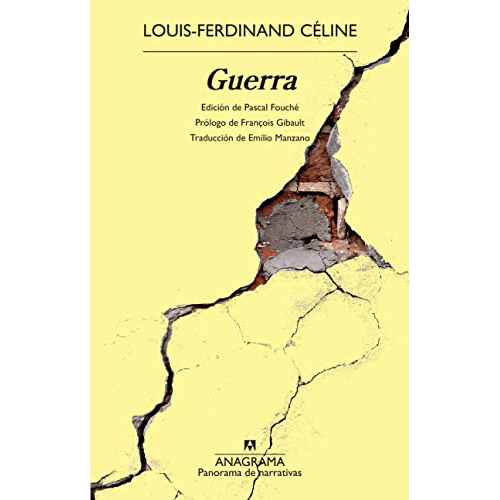 LOUIS-FERDINAND CÉLINE
Guerra
Edición de Pascal Fouché
Prólogo de François Gibault
Traducción de Emilio Manzano
ANAGRAMA
Panorama de narrativas